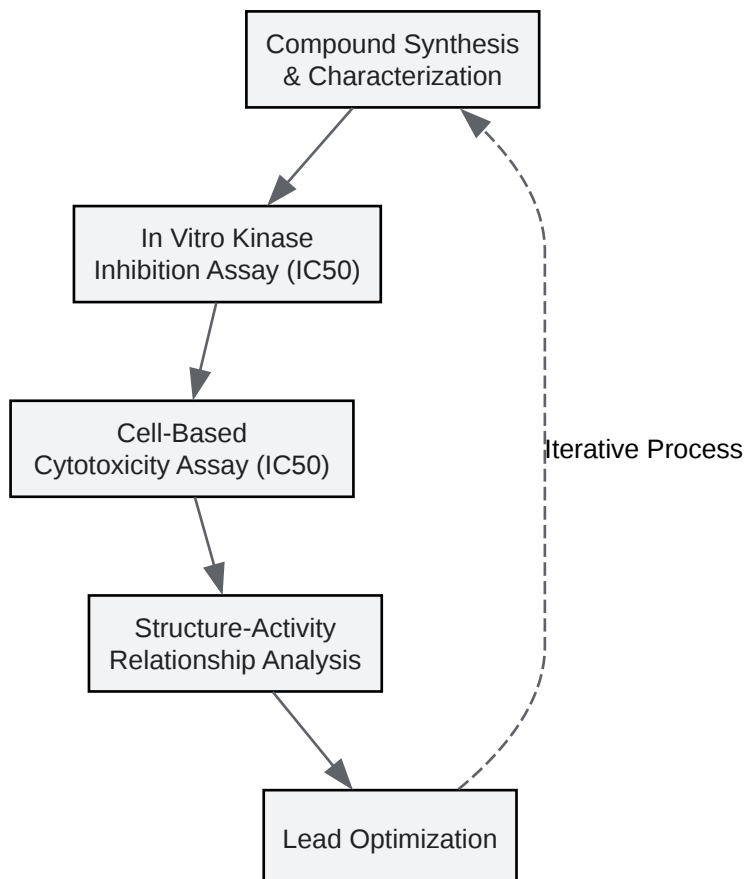 Compound Synthesis
& Characterization
In Vitro Kinase
Inhibition Assay (IC50)
Cell-Based
Cytotoxicity Assay (IC50)
Iterative Process
Structure-Activity
Relationship Analysis
Lead Optimization